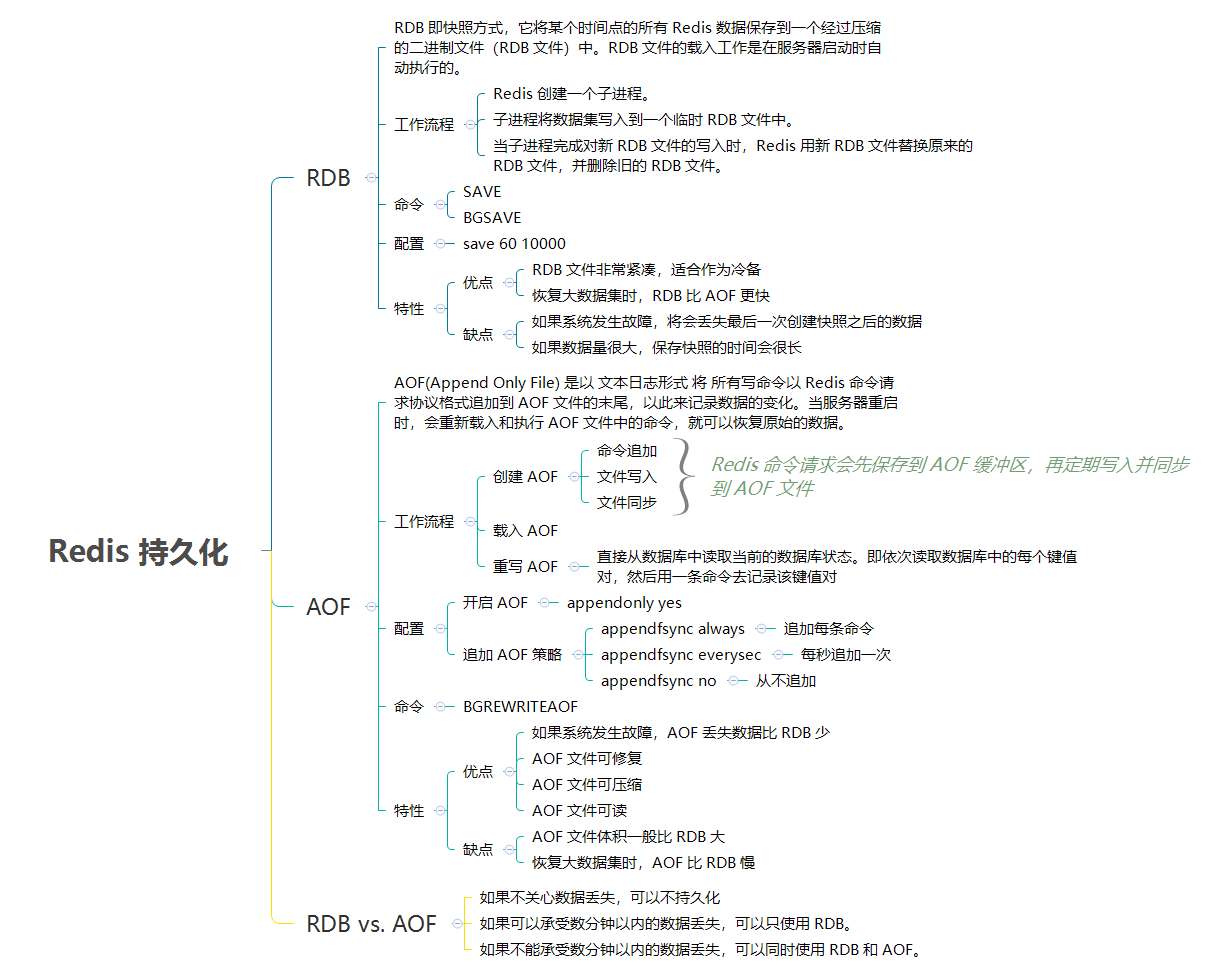 Redis 持久化
RDB
RDB 即快照方式，它将某个时间点的所有 Redis 数据保存到一个经过压缩
的二进制文件（RDB 文件）中。RDB 文件的载入工作是在服务器启动时自
动执行的。
工作流程
Redis 创建一个子进程。
子进程将数据集写入到一个临时 RDB 文件中。
当子进程完成对新 RDB 文件的写入时，Redis 用新 RDB 文件替换原来的
RDB 文件，并删除旧的 RDB 文件。
命令
SAVE
BGSAVE
配置
save 60 10000
特性
优点
RDB 文件非常紧凑，适合作为冷备
恢复大数据集时，RDB 比 AOF 更快
缺点
如果系统发生故障，将会丢失最后一次创建快照之后的数据
如果数据量很大，保存快照的时间会很长
AOF
AOF(Append Only File) 是以 文本日志形式 将 所有写命令以 Redis 命令请
求协议格式追加到 AOF 文件的末尾，以此来记录数据的变化。当服务器重启
时，会重新载入和执行 AOF 文件中的命令，就可以恢复原始的数据。
工作流程
创建 AOF
命令追加
文件写入
文件同步
Redis 命令请求会先保存到 AOF 缓冲区，再定期写入并同步
到 AOF 文件
载入 AOF
重写 AOF
直接从数据库中读取当前的数据库状态。即依次读取数据库中的每个键值
对，然后用一条命令去记录该键值对
配置
开启 AOF
appendonly yes
追加 AOF 策略
appendfsync always
追加每条命令
appendfsync everysec
每秒追加一次
appendfsync no
从不追加
命令
BGREWRITEAOF
特性
优点
如果系统发生故障，AOF 丢失数据比 RDB 少
AOF 文件可修复
AOF 文件可压缩
AOF 文件可读
缺点
AOF 文件体积一般比 RDB 大
恢复大数据集时，AOF 比 RDB 慢
RDB vs. AOF
如果不关心数据丢失，可以不持久化
如果可以承受数分钟以内的数据丢失，可以只使用 RDB。
如果不能承受数分钟以内的数据丢失，可以同时使用 RDB 和 AOF。